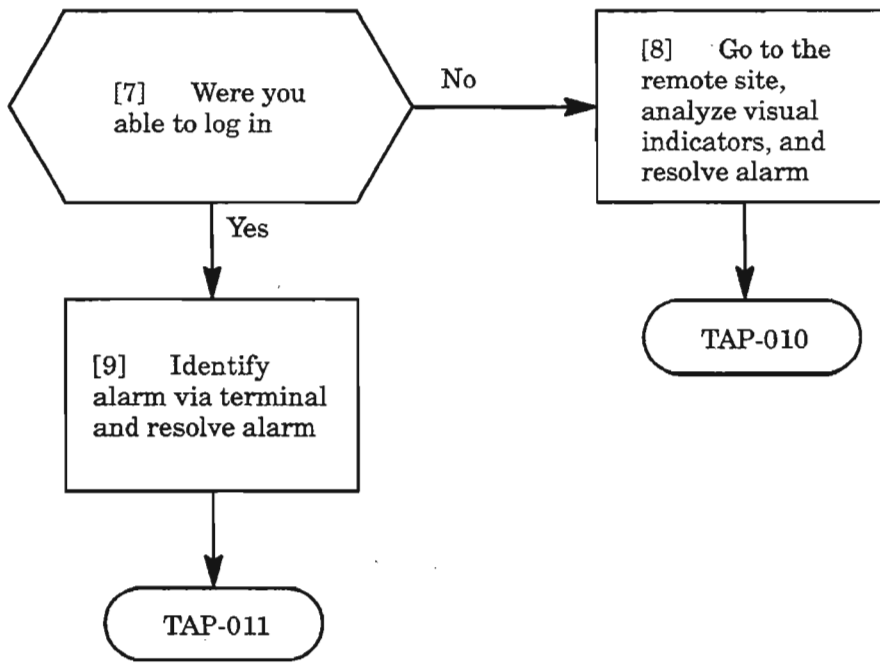 [7] Were you
able to log in
No
[8] Go to the
remote site,
analyze visual
indicators, and
resolve alarm
Yes
TAP-010
[9] Identify
alarm via terminal
and resolve alarm
TAP-011